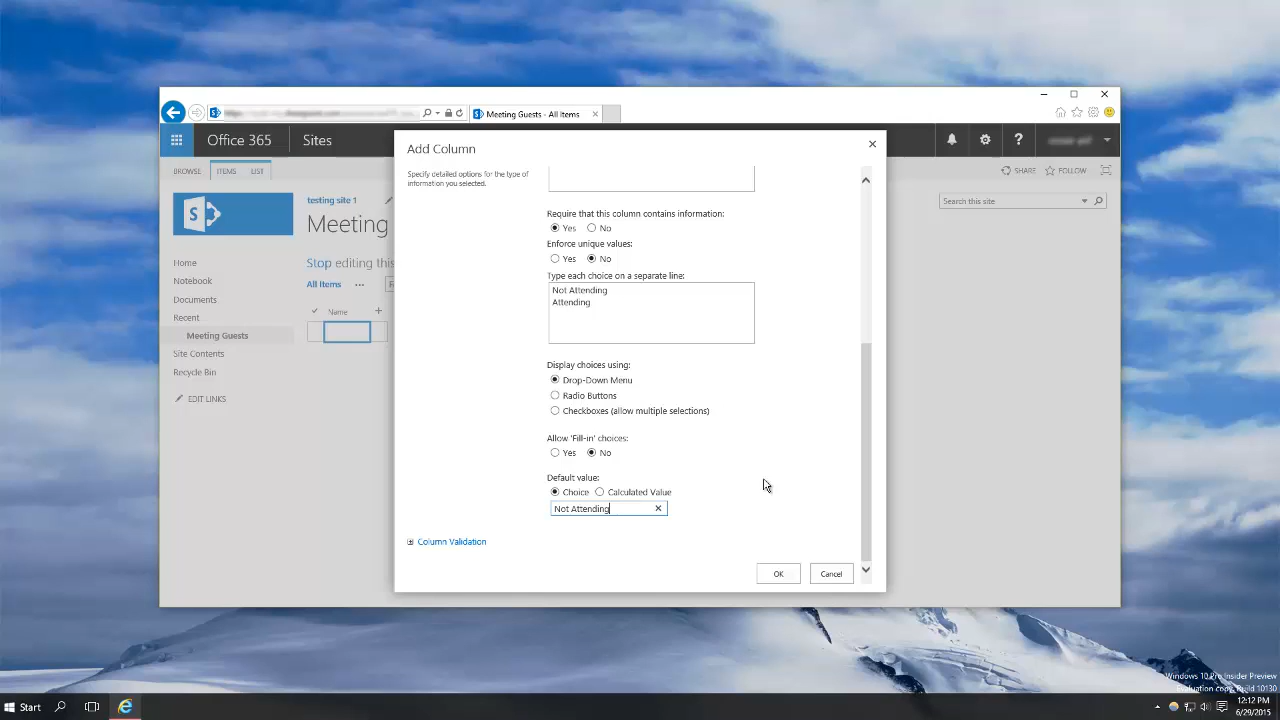 Meeting Guests - All Items
Office 365
Sites
BROWSE
ITEMS
LIST
SHARE
FOLLOW
testing site 1
Meeting
Search this site
Stop editing this
All Items
Name
Home
Notebook
Documents
Recent
Meeting Guests
Site Contents
Recycle Bin
EDIT LINKS
Add Column
Specify detailed options for the type of
information you selected.
Require that this column contains information:
Yes No
Enforce unique values:
Yes No
Type each choice on a separate line:
Not Attending
Attending
Display choices using:
Drop-Down Menu
Radio Buttons
Checkboxes (allow multiple selections)
Allow 'Fill-in' choices:
Yes No
Default value:
Choice Calculated Value
Not Attending
Column Validation
OK
Cancel
Windows 10 Pro Insider Preview
Evaluation copy. Build 10130
Start
12:12 PM
6/29/2015